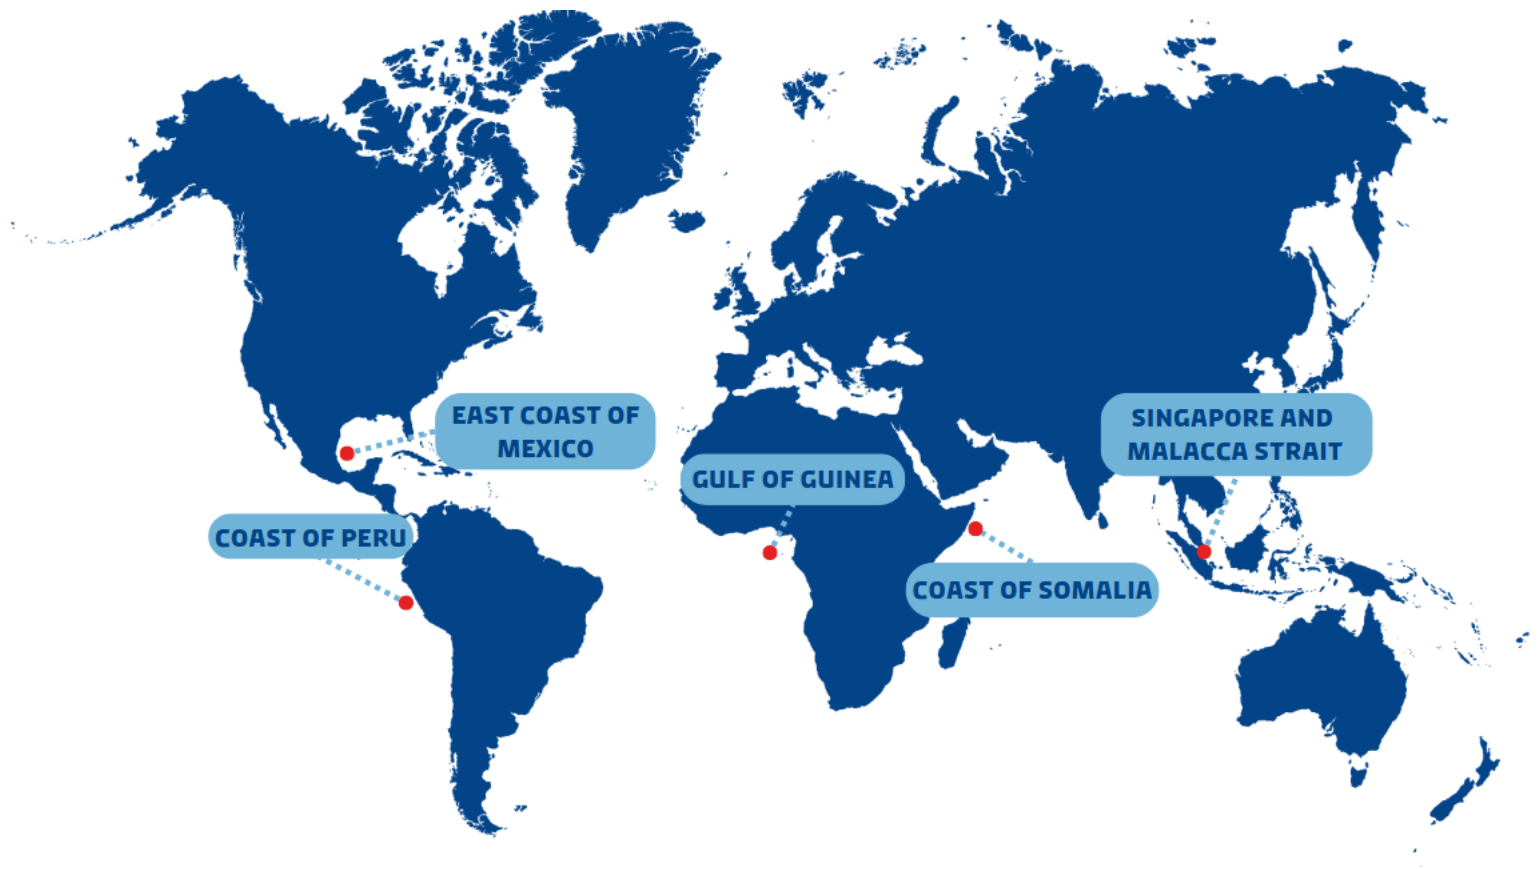 EAST COAST OF
MEXICO
SINGAPORE AND
MALACCA STRAIT
GULF OF GUINEA
COAST OF PERU
COAST OF SOMALIA